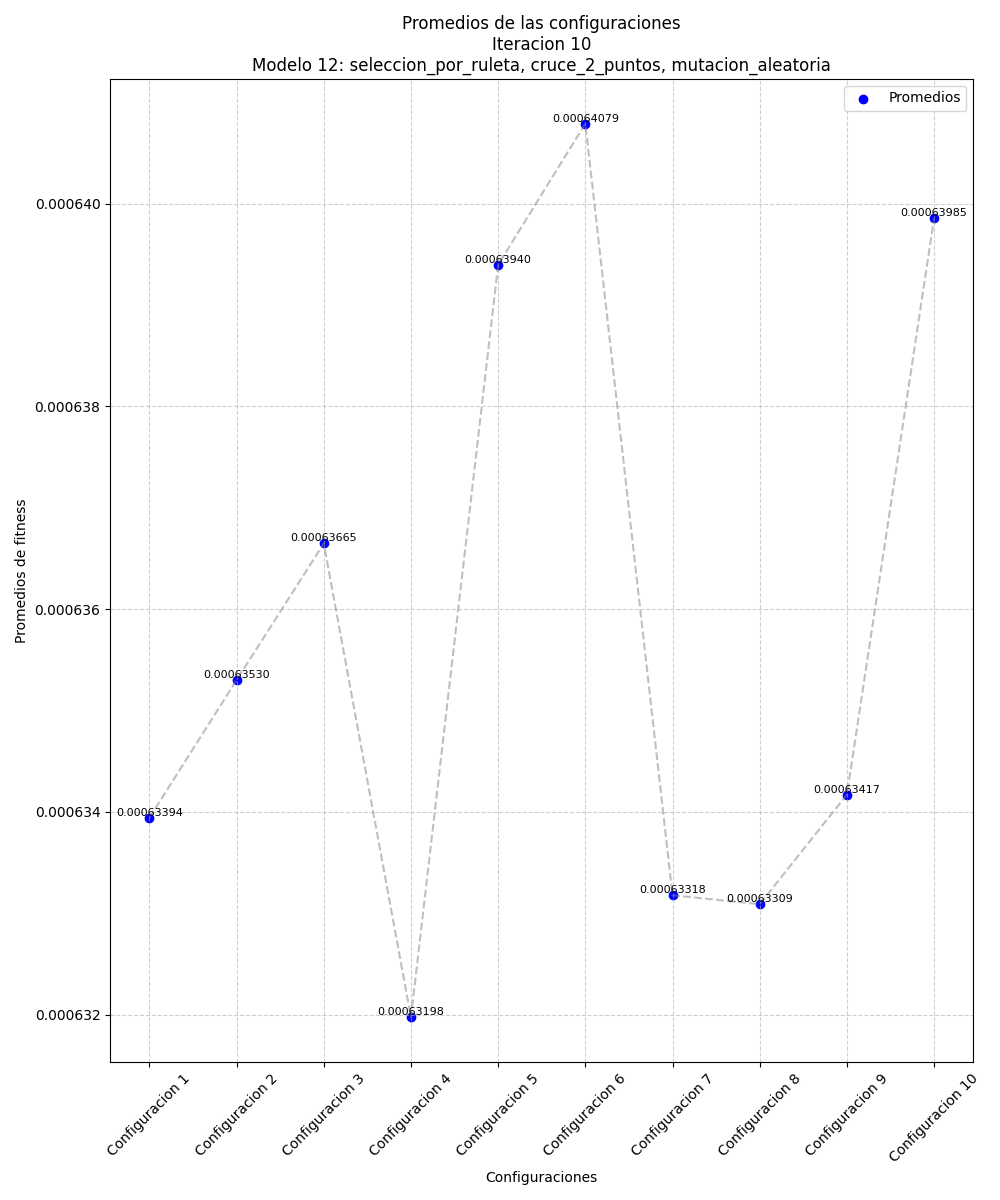 Promedios de las configuraciones
Iteracion 10
Modelo 12: seleccion_por_ruleta, cruce_2_puntos, mutacion_aleatoria
Promedios
0.00064079
0.00063985
0.000640
0.00063940
0.000638
0.00063665
0.000636
0.00063530
0.00063394
0.00063417
0.000634
0.00063318
0.00063309
0.00063198
0.000632
Promedios de fitness
Configuracion 1
Configuracion 2
Configuracion 3
Configuracion 4
Configuracion 5
Configuracion 6
Configuracion 7
Configuracion 8
Configuracion 9
Configuracion 10
Configuraciones